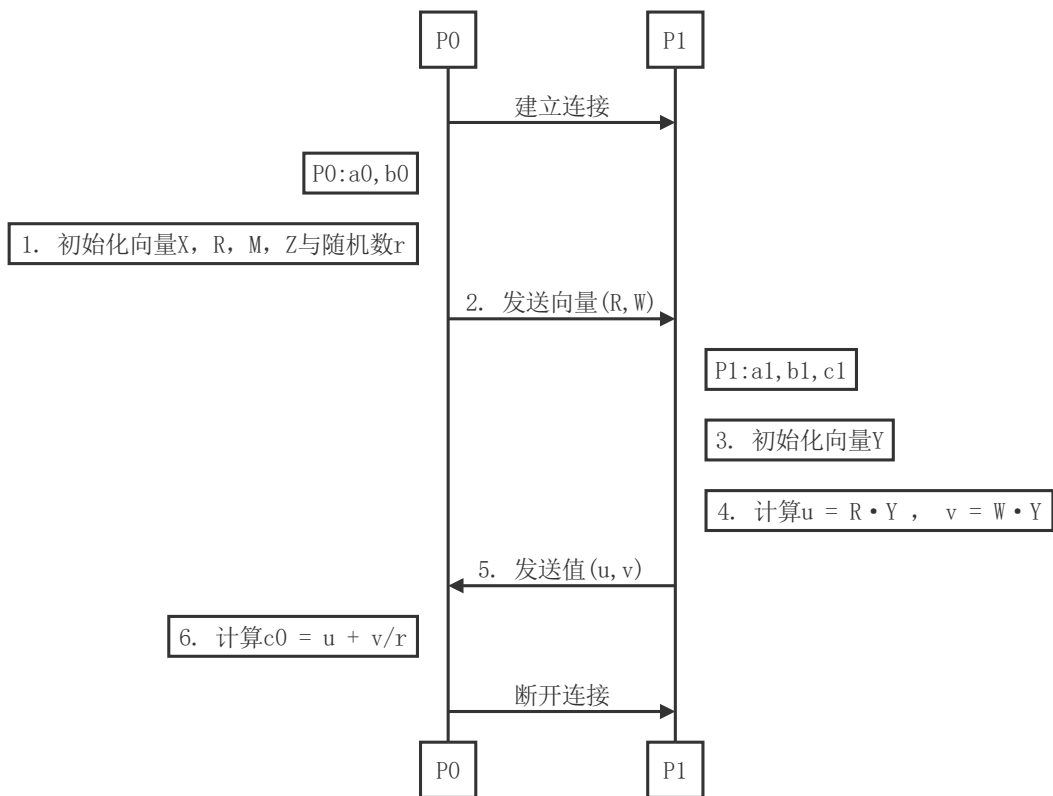 P0
P1
建立连接
P0:a0,b0
1. 初始化向量X，R，M，Z与随机数r
2. 发送向量(R,W)
P1:a1,b1,c1
3. 初始化向量Y
4. 计算u = R·Y , v = W·Y
5. 发送值(u,v)
6. 计算c0 = u + v/r
断开连接
P0
P1